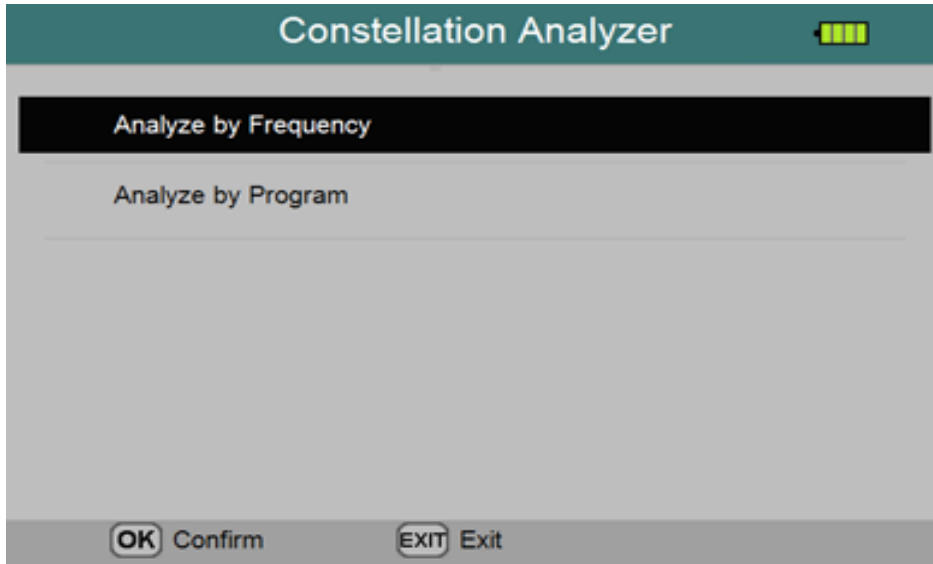 Constellation Analyzer
Analyze by Frequency
Analyze by Program
OK Confirm EXIT Exit